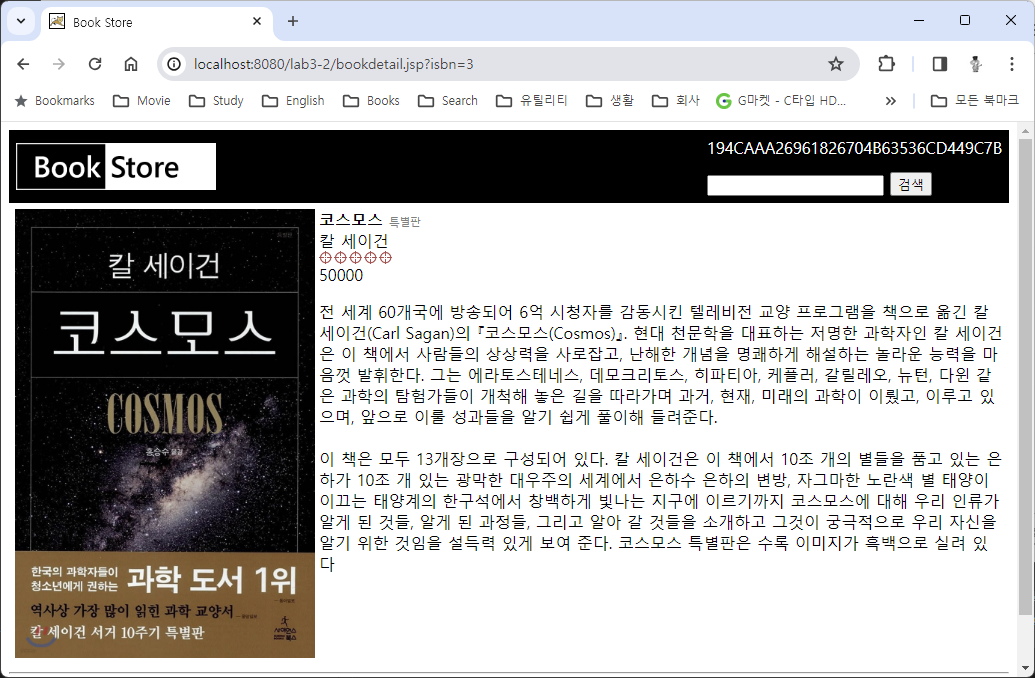 Book Store
localhost:8080/lab3-2/bookdetail.jsp?isbn=3
Bookmarks Movie Study English Books Search 유틸리티 생활 회사 G마켓 - C타입 HD... 모든 북마크
Book Store
194CAAA26961826704B63536CD449C7B
검색
칼 세이건
코스모스
COSMOS
홍승수 옮김
한국의 과학자들이
청소년에게 권하는 과학 도서 1위
역사상 가장 많이 읽힌 과학 교양서
칼 세이건 서거 10주기 특별판
사이언스
북스
코스모스 특별판
칼 세이건
50000
전 세계 60개국에 방송되어 6억 시청자를 감동시킨 텔레비전 교양 프로그램을 책으로 옮긴 칼
세이건(Carl Sagan)의 『코스모스(Cosmos)』. 현대 천문학을 대표하는 저명한 과학자인 칼 세이건
은 이 책에서 사람들의 상상력을 사로잡고, 난해한 개념을 명쾌하게 해설하는 놀라운 능력을 마
음껏 발휘한다. 그는 에라토스테네스, 데모크리토스, 히파티아, 케플러, 갈릴레오, 뉴턴, 다윈 같
은 과학의 탐험가들이 개척해 놓은 길을 따라가며 과거, 현재, 미래의 과학이 이뤘고, 이루고 있
으며, 앞으로 이룰 성과들을 알기 쉽게 풀이해 들려준다.
이 책은 모두 13개장으로 구성되어 있다. 칼 세이건은 이 책에서 10조 개의 별들을 품고 있는 은
하가 10조 개 있는 광막한 대우주의 세계에서 은하수 은하의 변방, 자그마한 노란색 별 태양이
이끄는 태양계의 한구석에서 창백하게 빛나는 지구에 이르기까지 코스모스에 대해 우리 인류가
알게 된 것들, 알게 된 과정들, 그리고 알아 갈 것들을 소개하고 그것이 궁극적으로 우리 자신을
알기 위한 것임을 설득력 있게 보여 준다. 코스모스 특별판은 수록 이미지가 흑백으로 실려 있
다